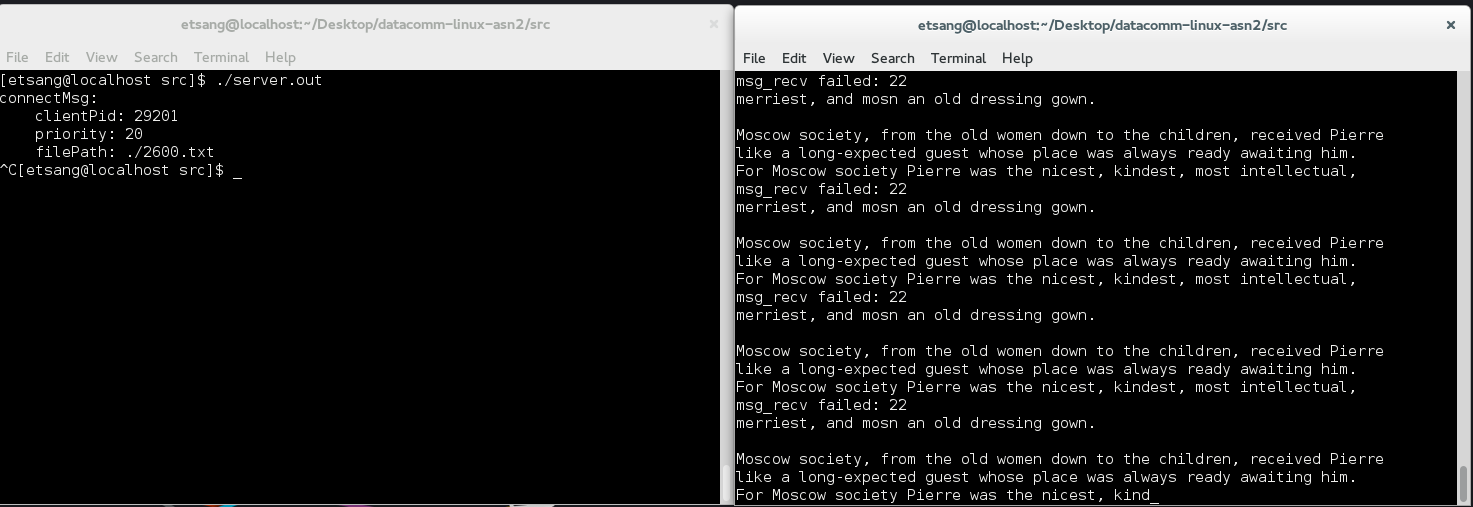 etsang@localhost:~/Desktop/datacomm-linux-asn2/src ×
File Edit View Search Terminal Help
[etsang@localhost src]$ ./server.out
connectMsg:
clientPid: 29201
priority: 20
filePath: ./2600.txt
^C[etsang@localhost src]$ _
etsang@localhost:~/Desktop/datacomm-linux-asn2/src ×
File Edit View Search Terminal Help
msg_recv failed: 22
merriest, and mosn an old dressing gown.
Moscow society, from the old women down to the children, received Pierre
like a long-expected guest whose place was always ready awaiting him.
For Moscow society Pierre was the nicest, kindest, most intellectual,
msg_recv failed: 22
merriest, and mosn an old dressing gown.
Moscow society, from the old women down to the children, received Pierre
like a long-expected guest whose place was always ready awaiting him.
For Moscow society Pierre was the nicest, kindest, most intellectual,
msg_recv failed: 22
merriest, and mosn an old dressing gown.
Moscow society, from the old women down to the children, received Pierre
like a long-expected guest whose place was always ready awaiting him.
For Moscow society Pierre was the nicest, kindest, most intellectual,
msg_recv failed: 22
merriest, and mosn an old dressing gown.
Moscow society, from the old women down to the children, received Pierre
like a long-expected guest whose place was always ready awaiting him.
For Moscow society Pierre was the nicest, kind_